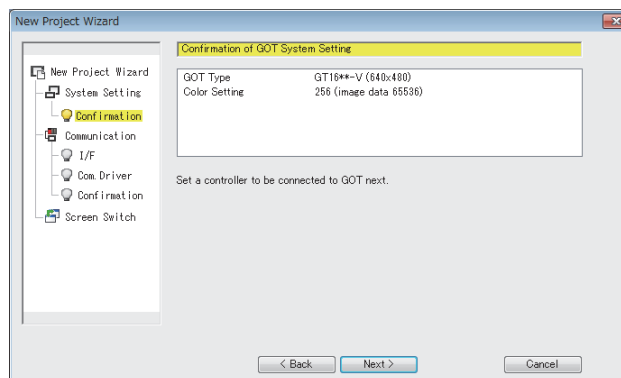 New Project Wizard
New Project Wizard
System Setting
Confirmation
Communication
I/F
Com. Driver
Confirmation
Screen Switch
Confirmation of GOT System Setting
GOT Type GT16**-V (640x480)
Color Setting 256 (image data 65536)
Set a controller to be connected to GOT next.
< Back Next > Cancel